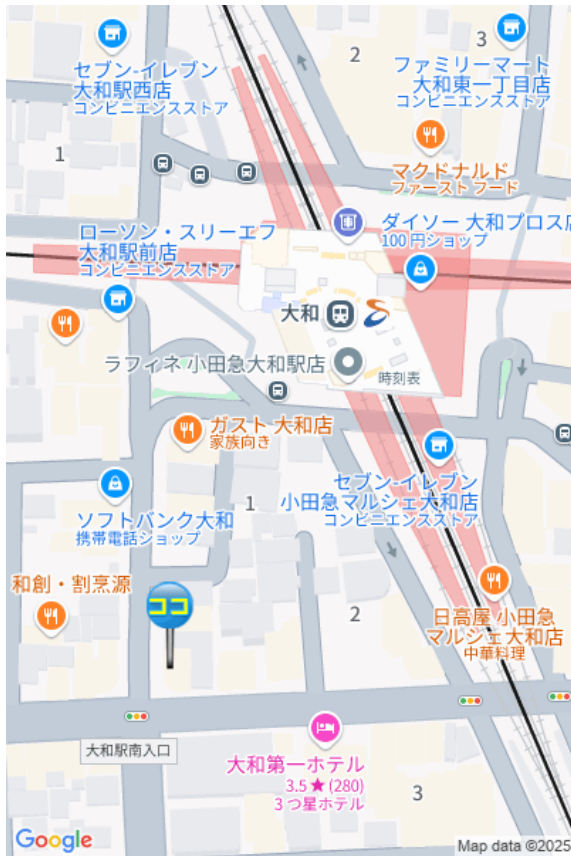 2
3
セブン-イレブン
大和駅西店
コンビニエンスストア
ファミリーマート
大和東一丁目店
コンビニエンスストア
1
マクドナルド
ファースト フード
ローソン・スリーエフ
大和駅前店
コンビニエンスストア
ダイソー 大和プロス店
100 円ショップ
大和
ラフィネ 小田急大和駅店
時刻表
ガスト 大和店
家族向き
セブン-イレブン
小田急マルシェ大和店
コンビニエンスストア
1
ソフトバンク大和
携帯電話ショップ
和創・割烹源
ココ
2
日高屋 小田急
マルシェ大和店
中華料理
大和駅南入口
大和第一ホテル
3.5 ★ (280)
3 つ星ホテル
3
Google
Map data ©2025